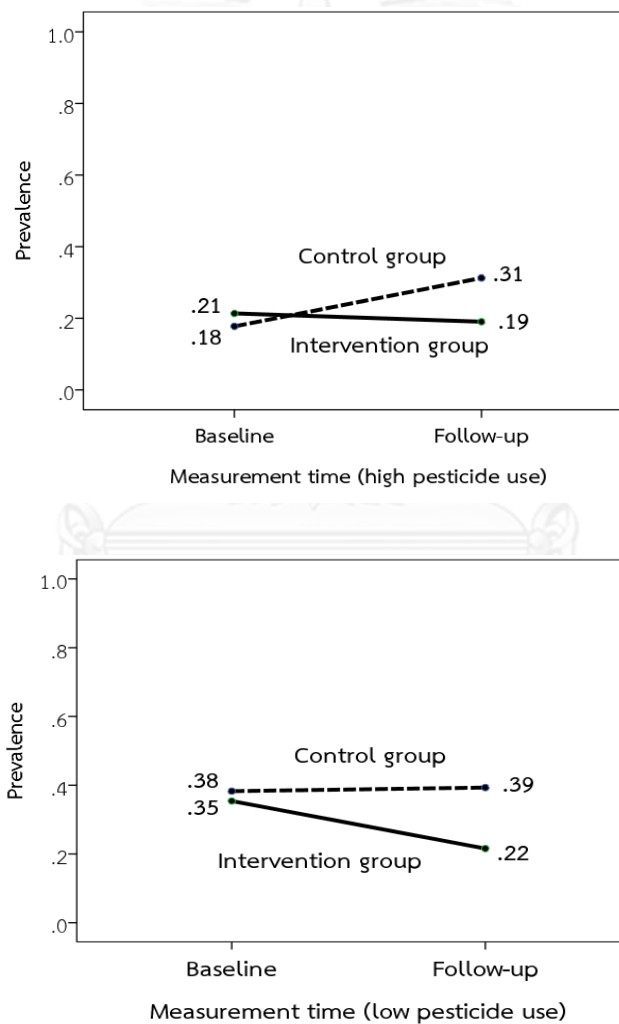 1.0
.8
.6
.4
.2
.0
Prevalence
Control group
.31
.21
.18
.19
Intervention group
Baseline Follow-up
Measurement time (high pesticide use)
1.0
.8
.6
.4
.2
.0
Prevalence
Control group
.38
.39
.35
.22
Intervention group
Baseline Follow-up
Measurement time (low pesticide use)